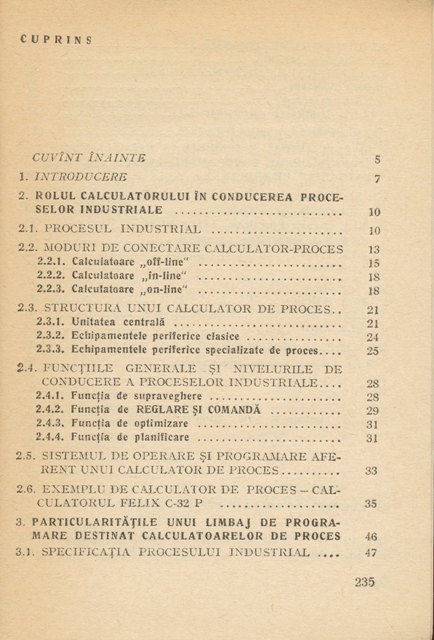 CUPRINS
CUVÎNT ÎNAINTE 5
1. INTRODUCERE 7
2. ROLUL CALCULATORULUI ÎN CONDUCEREA PROCE-
SELOR INDUSTRIALE .................... 10
2.1. PROCESUL INDUSTRIAL ............... 10
2.2. MODURI DE CONECTARE CALCULATOR-PROCES 13
2.2.1. Calculatoare „off-line" ................ 15
2.2.2. Calculatoare „in-line" ................ 18
2.2.3. Calculatoare „on-line" ................ 18
2.3. STRUCTURA UNUI CALCULATOR DE PROCES.. 21
2.3.1. Unitatea centrală .................... 21
2.3.2. Echipamentele periferice clasice .......... 24
2.3.3. Echipamentele periferice specializate de proces.... 25
2.4. FUNCȚIILE GENERALE ȘI NIVELURILE DE
CONDUCERE A PROCESELOR INDUSTRIALE.... 28
2.4.1. Funcția de supraveghere ............... 28
2.4.2. Funcția de REGLARE ȘI COMANDĂ ......... 29
2.4.3. Funcția de optimizare ................. 31
2.4.4. Funcția de planificare ................ 31
2.5. SISTEMUL DE OPERARE ȘI PROGRAMARE AFE-
RENT UNUI CALCULATOR DE PROCES.......... 33
2.6. EXEMPLU DE CALCULATOR DE PROCES – CAL-
CULATORUL FELIX C-32 P ................ 35
3. PARTICULARITĂȚILE UNUI LIMBAJ DE PROGRA-
MARE DESTINAT CALCULATOARELOR DE PROCES 46
3.1. SPECIFICAȚIA PROCESULUI INDUSTRIAL .... 47
235